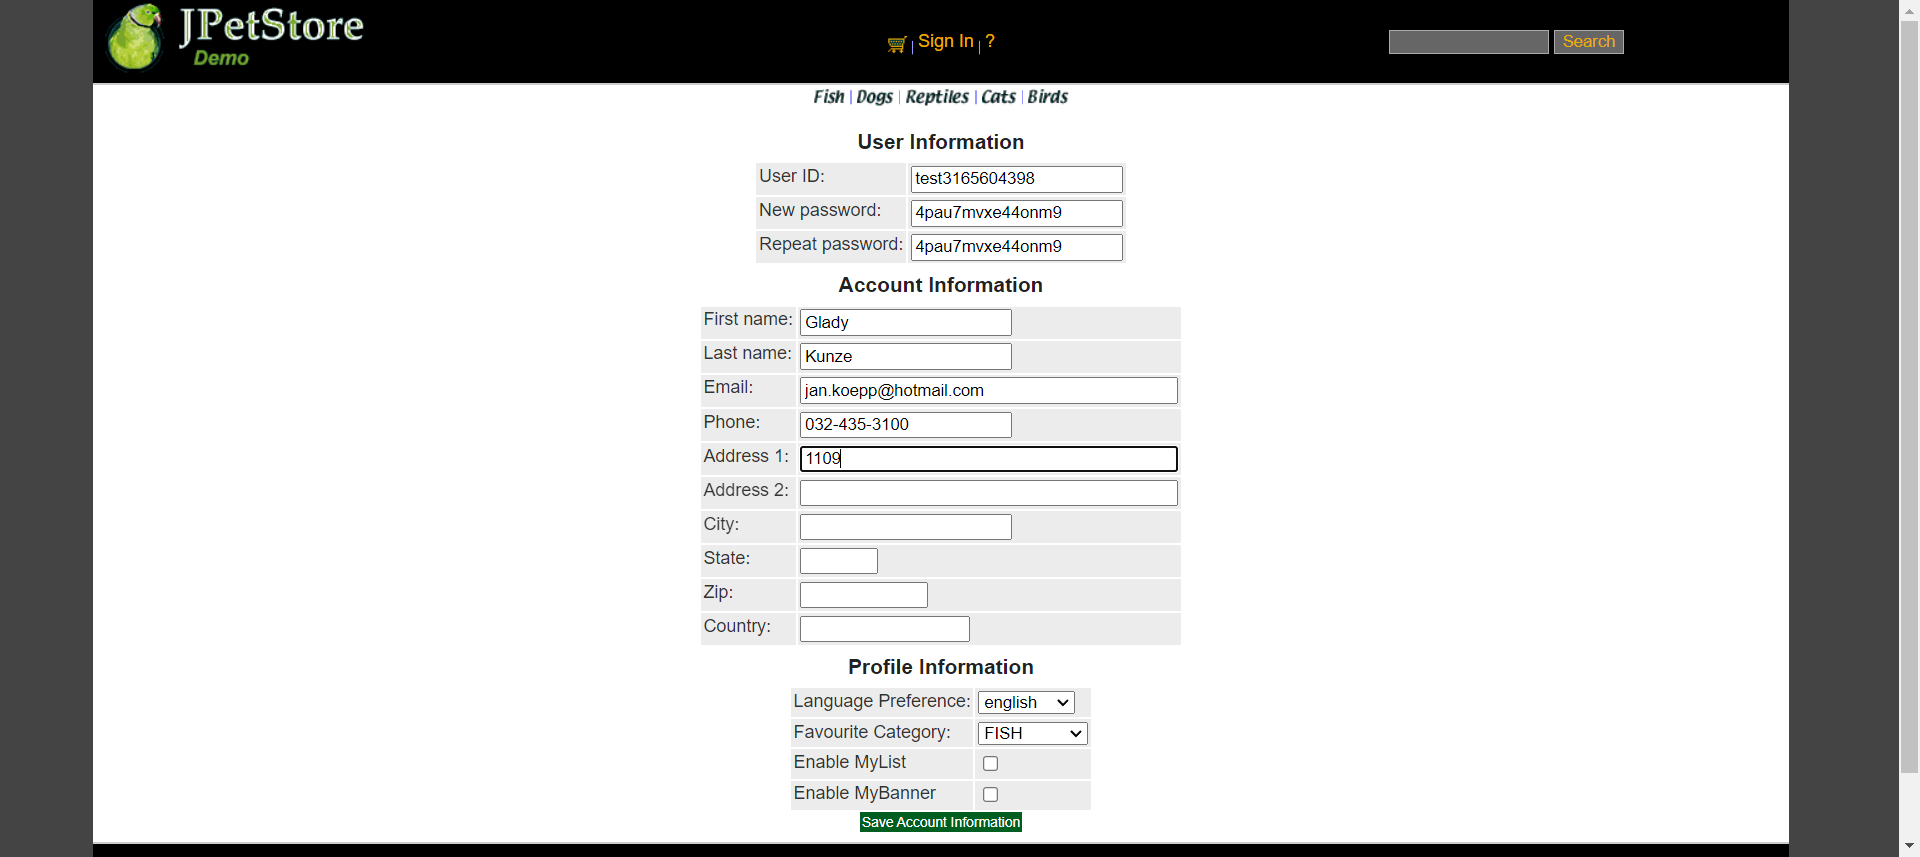 JPetStore
Demo
| Sign In | ?
Search
Fish | Dogs | Reptiles | Cats | Birds
User Information
User ID: test3165604398
New password: 4pau7mvxe44onm9
Repeat password: 4pau7mvxe44onm9
Account Information
First name: Glady
Last name: Kunze
Email: jan.koepp@hotmail.com
Phone: 032-435-3100
Address 1: 1109
Address 2:
City:
State:
Zip:
Country:
Profile Information
Language Preference: english
Favourite Category: FISH
Enable MyList
Enable MyBanner
Save Account Information